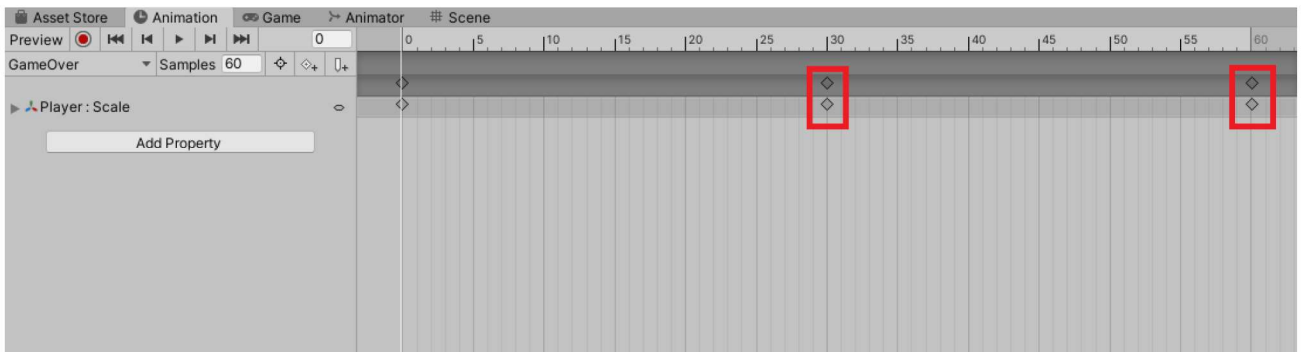 Asset Store Animation Game Animator Scene
Preview 0 0 5 10 15 20 25 30 35 40 45 50 55 60
GameOver Samples 60
Player : Scale
Add Property